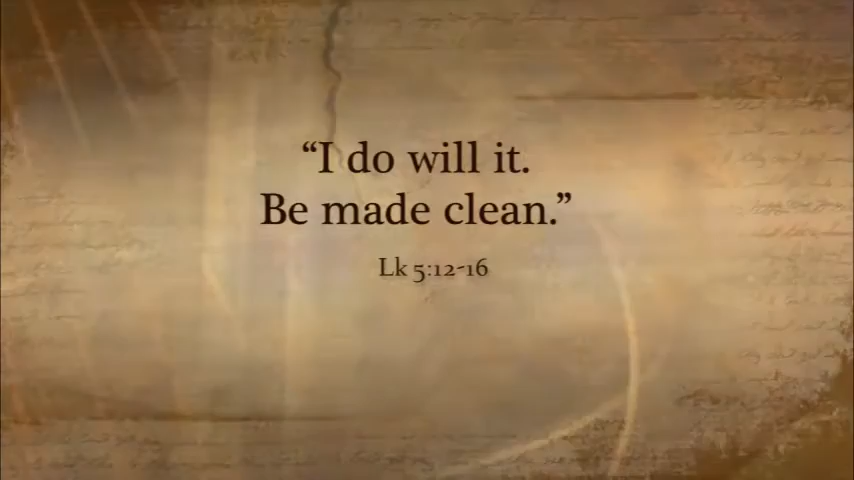 “I do will it.
Be made clean.”
Lk 5:12-16